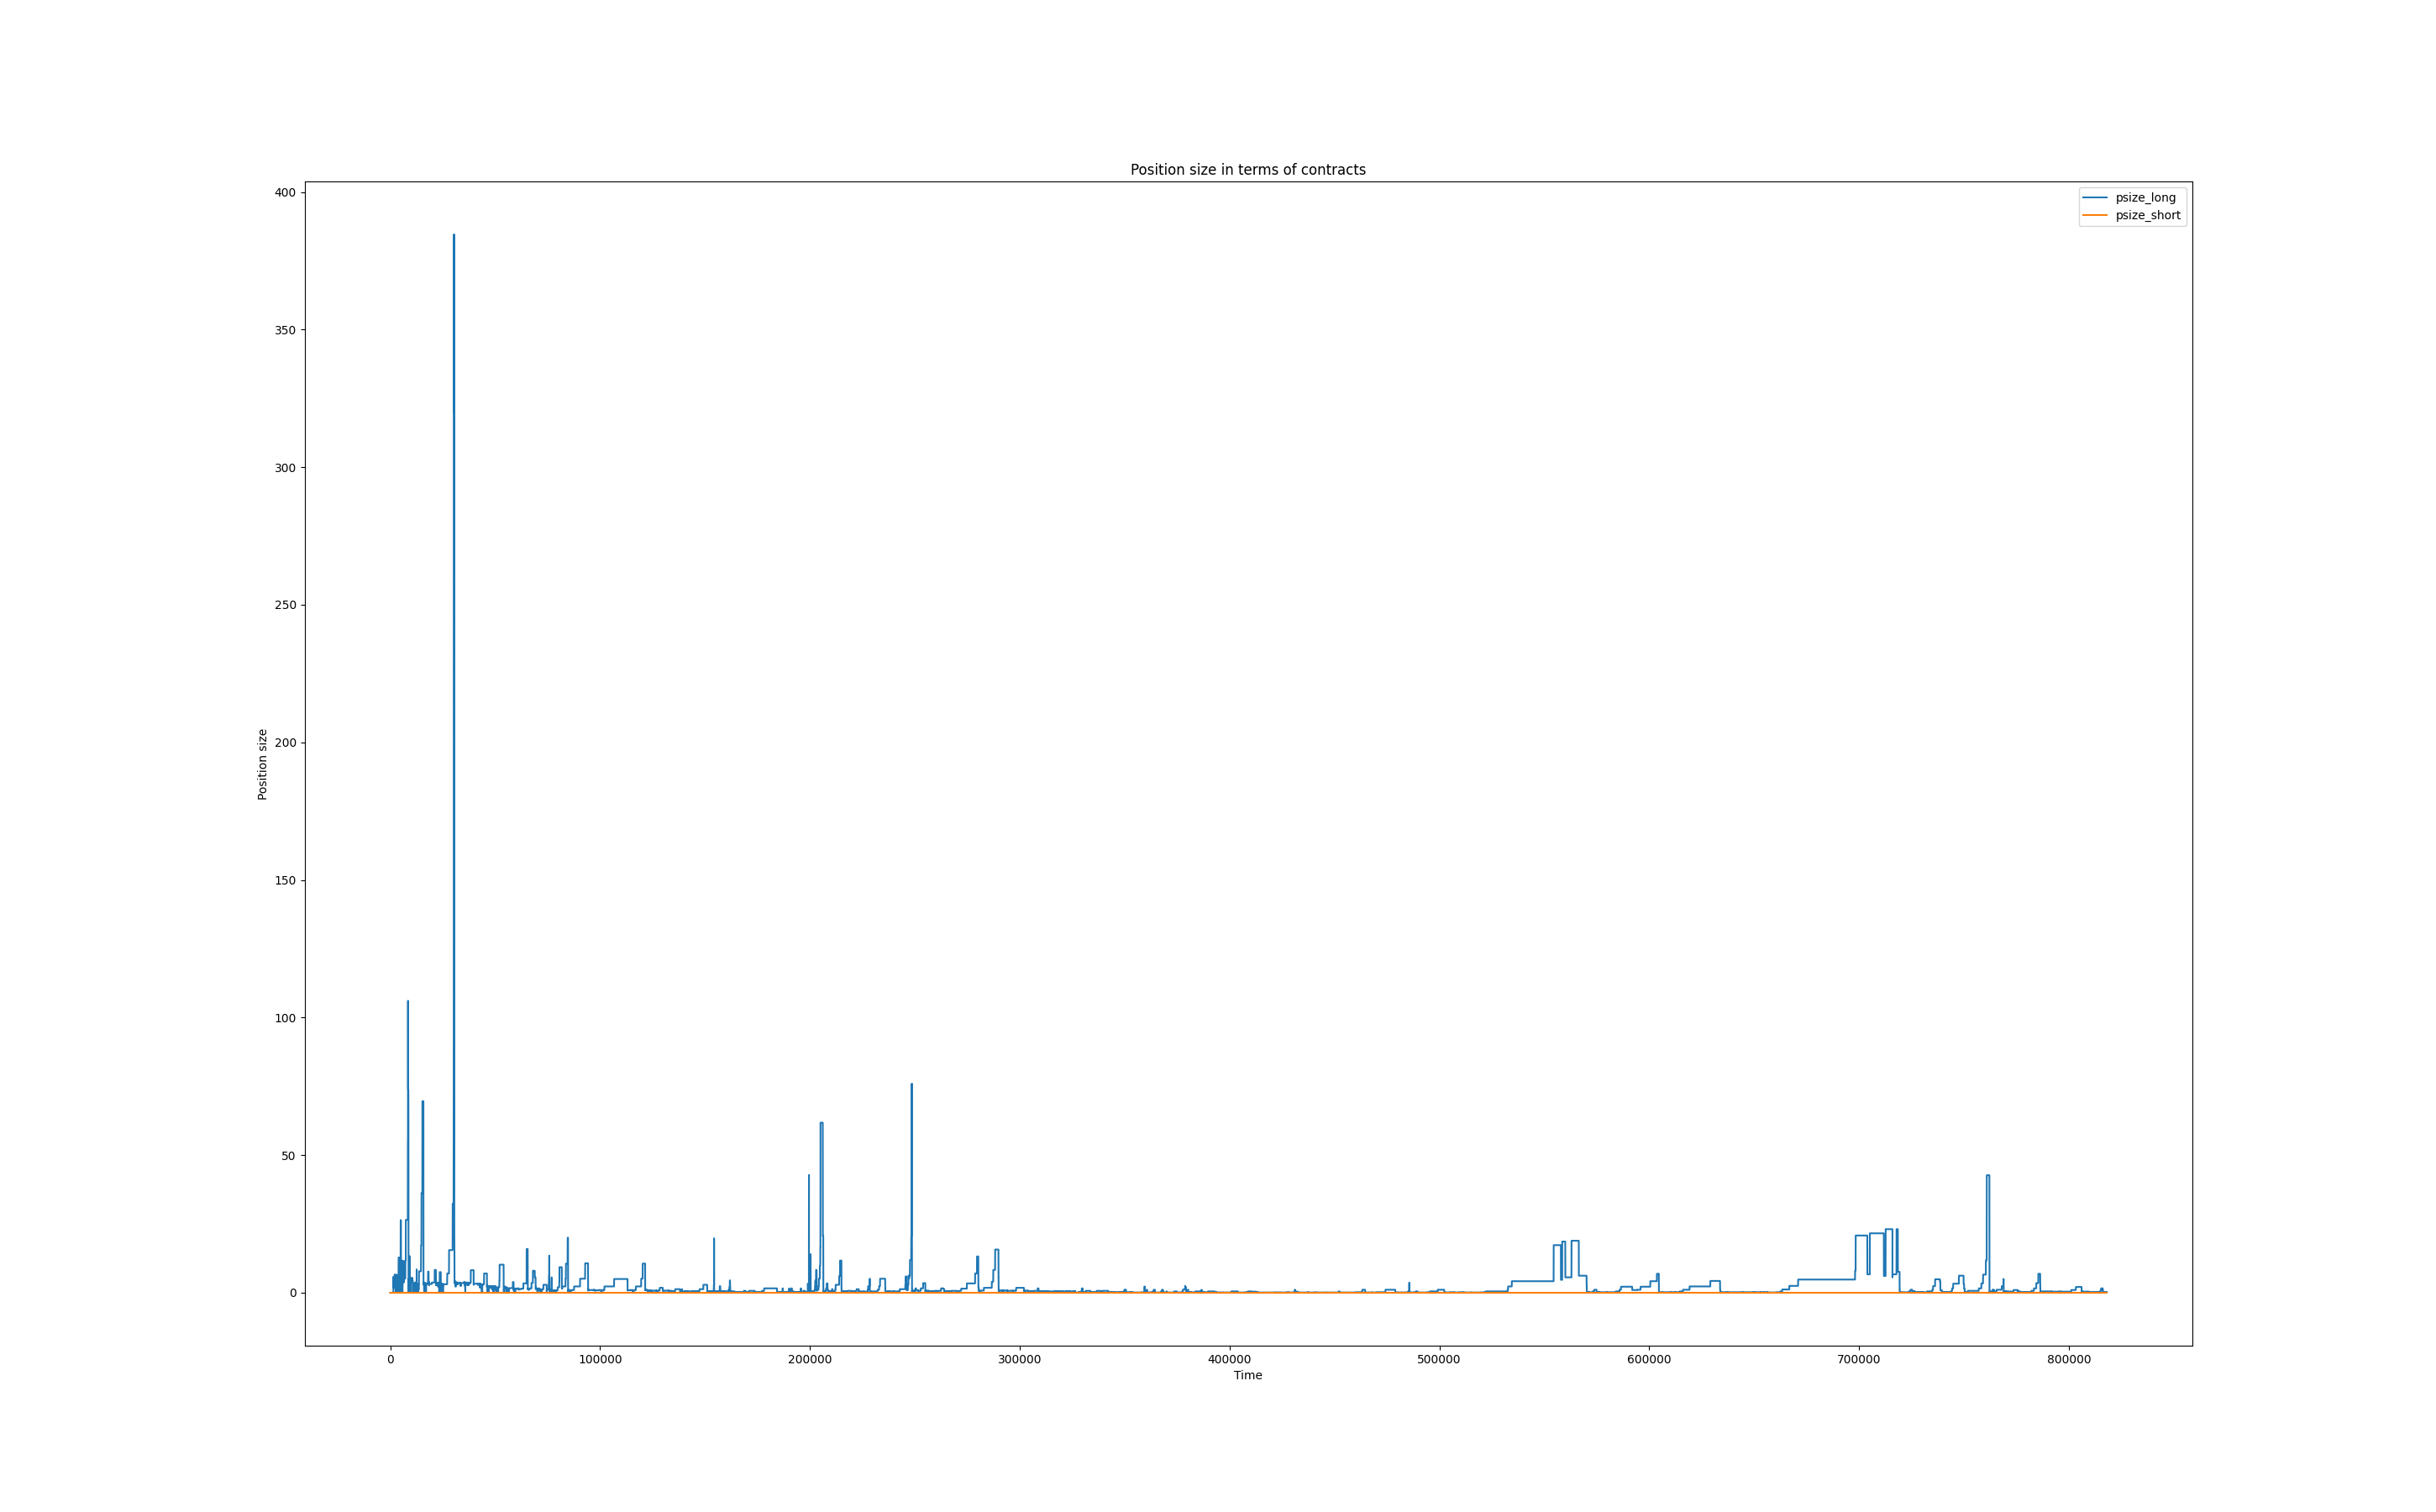 Position size in terms of contracts
psize_long
psize_short
400
350
300
250
200
150
100
50
0
Position size
0 100000 200000 300000 400000 500000 600000 700000 800000
Time